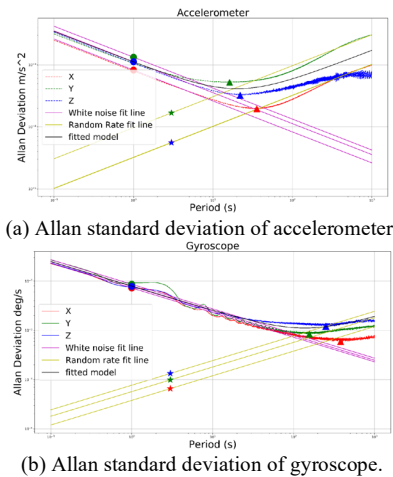 Accelerometer
Allan Deviation m/s^2
X
Y
Z
White noise fit line
Random Rate fit line
fitted model
Period (s)
(a) Allan standard deviation of accelerometer
Gyroscope
Allan Deviation deg/s
X
Y
Z
White noise fit line
Random rate fit line
fitted model
Period (s)
(b) Allan standard deviation of gyroscope.